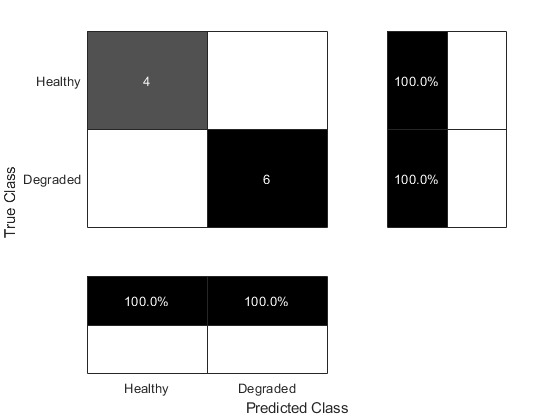 Healthy
4
100.0%
Degraded
6
100.0%
True Class
100.0%
100.0%
Healthy
Degraded
Predicted Class